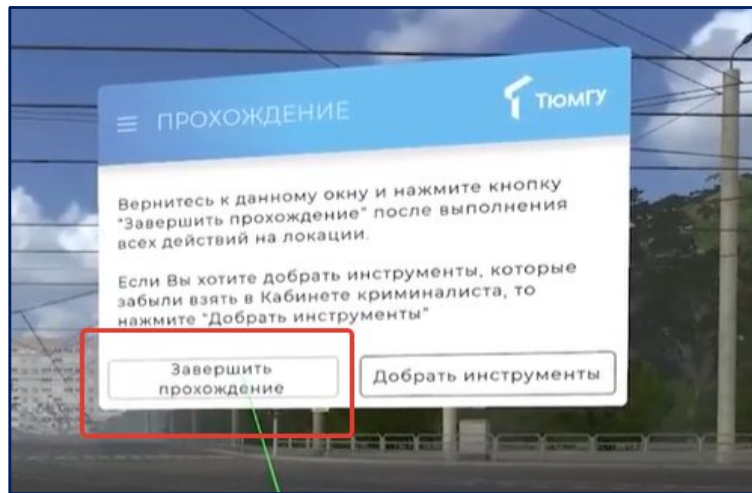 ПРОХОЖДЕНИЕ
ТЮМГУ
Вернитесь к данному окну и нажмите кнопку
"Завершить прохождение" после выполнения
всех действий на локации.
Если Вы хотите добрать инструменты, которые
забыли взять в Кабинете криминалиста, то
нажмите "Добрать инструменты"
Завершить
прохождение
Добрать инструменты